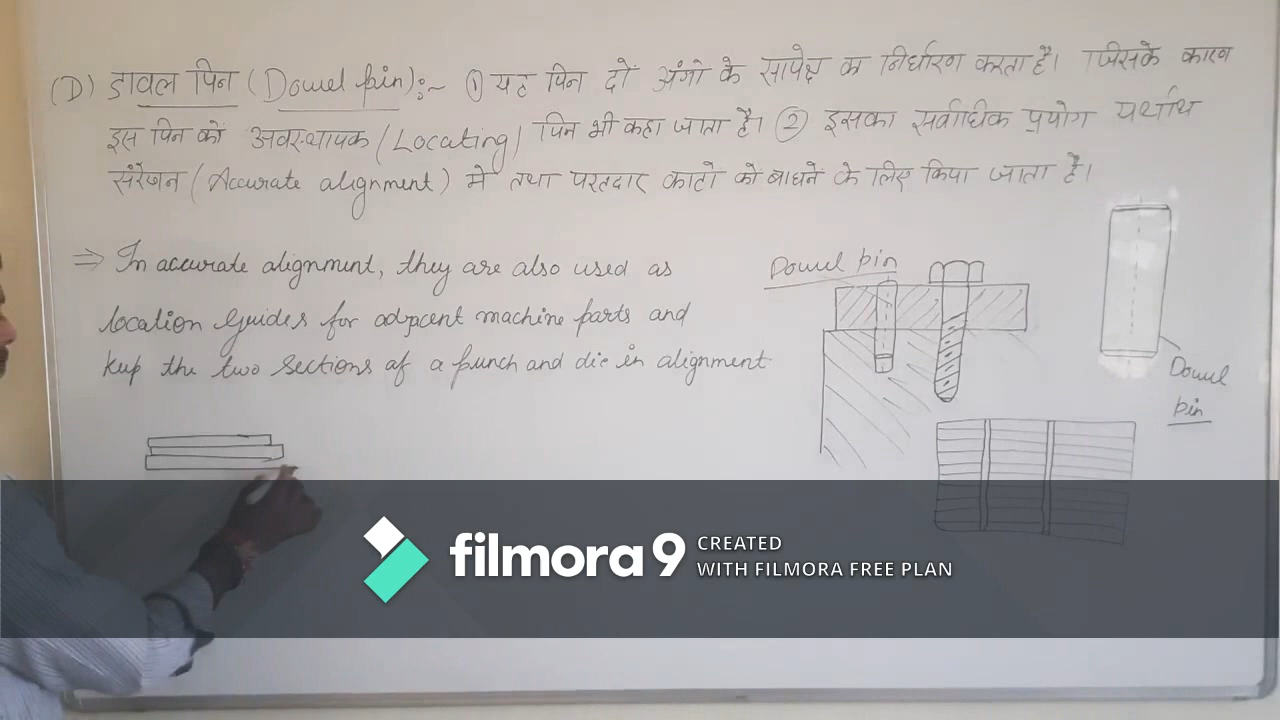 (D) डावल पिन (Dowel pin):- ① यह पिन दो अंगो के सापेक्ष का निर्धारण करता है। जिसके कारण
इस पिन को अवस्थापक (Locating) पिन भी कहा जाता है। ② इसका सर्वाधिक प्रयोग यर्थाथ
संरेखन (Accurate alignment) में तथा परतदार काटो को बाधनें के लिए किया जाता है।
⇒ In accurate alignment, they are also used as
location guides for adjacent machine parts and
keep the two sections of a punch and die in alignment
Dowel pin
Dowel
pin
filmora 9
CREATED
WITH FILMORA FREE PLAN